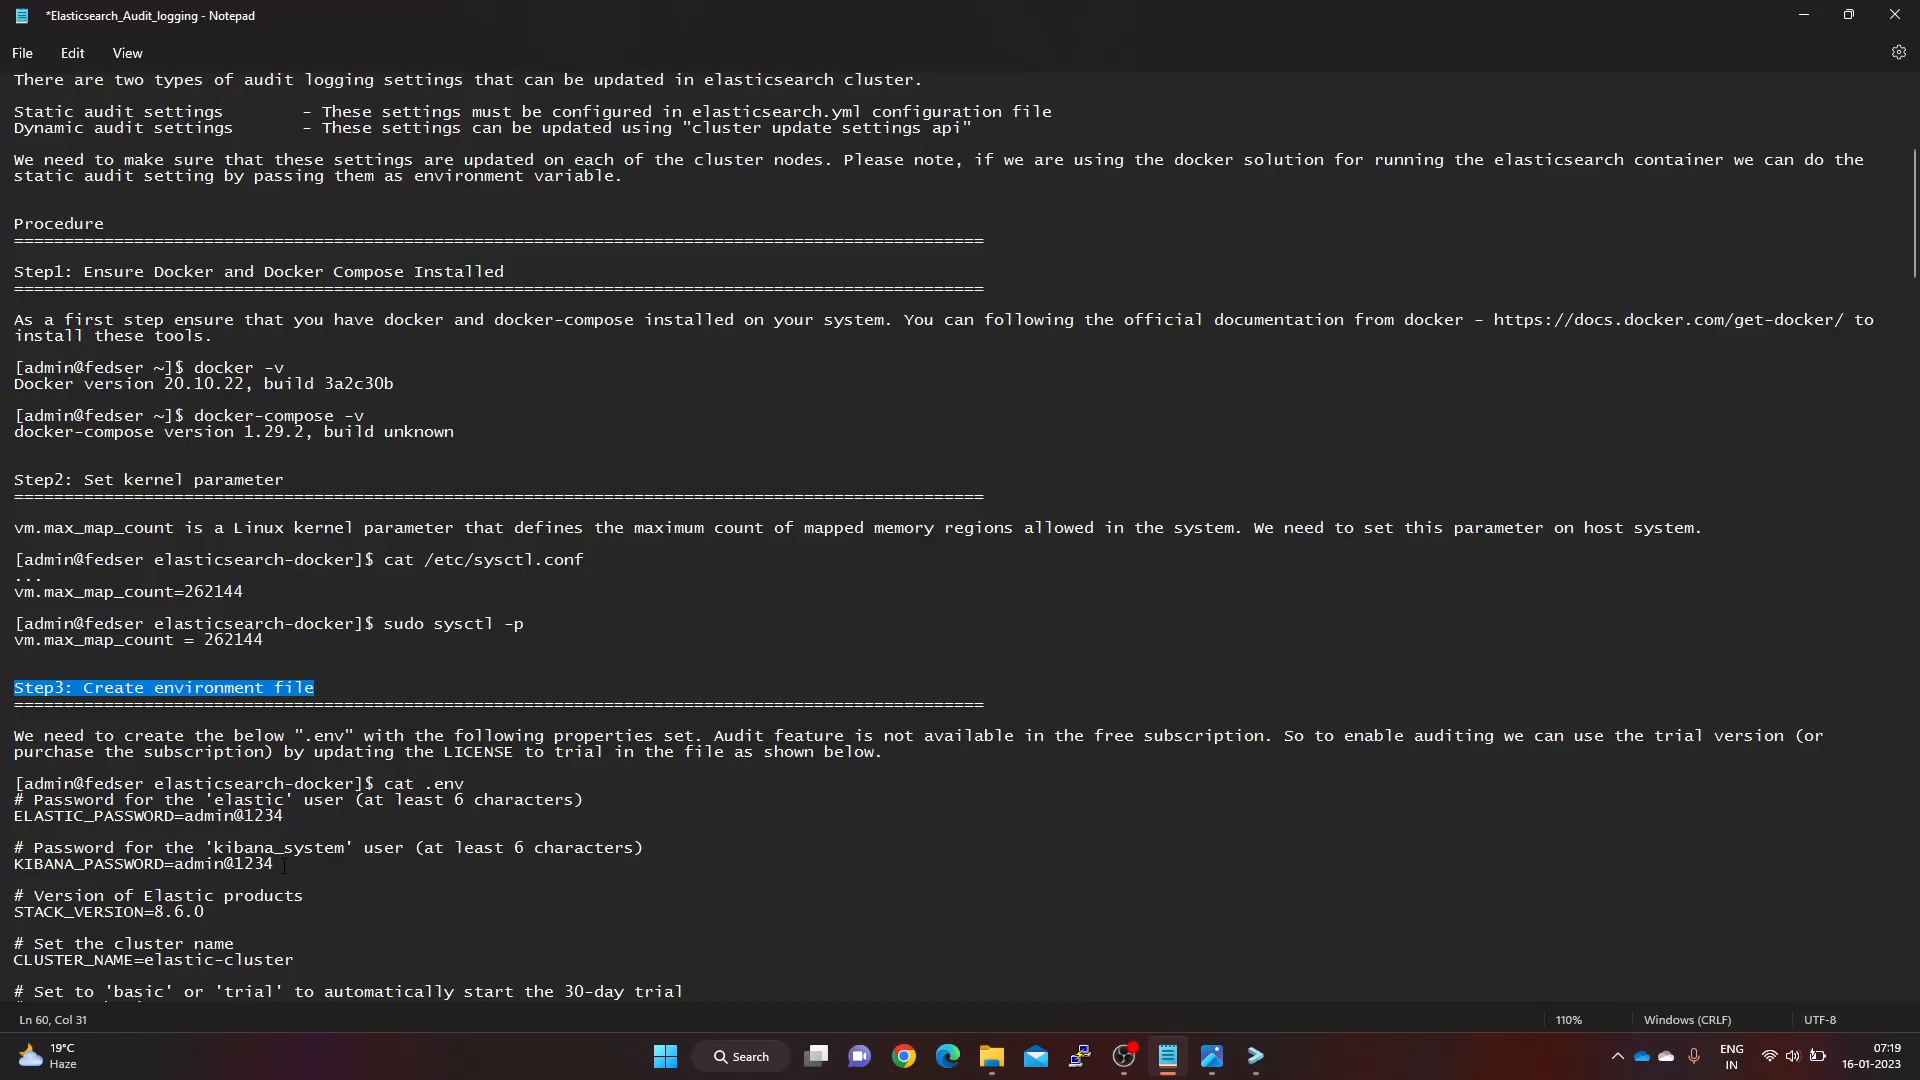 *Elasticsearch_Audit_logging - Notepad
File Edit View
There are two types of audit logging settings that can be updated in elasticsearch cluster.
Static audit settings - These settings must be configured in elasticsearch.yml configuration file
Dynamic audit settings - These settings can be updated using "cluster update settings api"
We need to make sure that these settings are updated on each of the cluster nodes. Please note, if we are using the docker solution for running the elasticsearch container we can do the
static audit setting by passing them as environment variable.
Procedure
=================================================================================================
Step1: Ensure Docker and Docker Compose Installed
=================================================================================================
As a first step ensure that you have docker and docker-compose installed on your system. You can following the official documentation from docker - https://docs.docker.com/get-docker/ to
install these tools.
[admin@fedser ~]$ docker -v
Docker version 20.10.22, build 3a2c30b
[admin@fedser ~]$ docker-compose -v
docker-compose version 1.29.2, build unknown
Step2: Set kernel parameter
=================================================================================================
vm.max_map_count is a Linux kernel parameter that defines the maximum count of mapped memory regions allowed in the system. We need to set this parameter on host system.
[admin@fedser elasticsearch-docker]$ cat /etc/sysctl.conf
...
vm.max_map_count=262144
[admin@fedser elasticsearch-docker]$ sudo sysctl -p
vm.max_map_count = 262144
Step3: Create environment file
=================================================================================================
We need to create the below ".env" with the following properties set. Audit feature is not available in the free subscription. So to enable auditing we can use the trial version (or
purchase the subscription) by updating the LICENSE to trial in the file as shown below.
[admin@fedser elasticsearch-docker]$ cat .env
# Password for the 'elastic' user (at least 6 characters)
ELASTIC_PASSWORD=admin@1234
# Password for the 'kibana_system' user (at least 6 characters)
KIBANA_PASSWORD=admin@1234
# Version of Elastic products
STACK_VERSION=8.6.0
# Set the cluster name
CLUSTER_NAME=elastic-cluster
# Set to 'basic' or 'trial' to automatically start the 30-day trial
Ln 60, Col 31 110% Windows (CRLF) UTF-8
19°C
Haze
Search
ENG
IN
07:19
16-01-2023